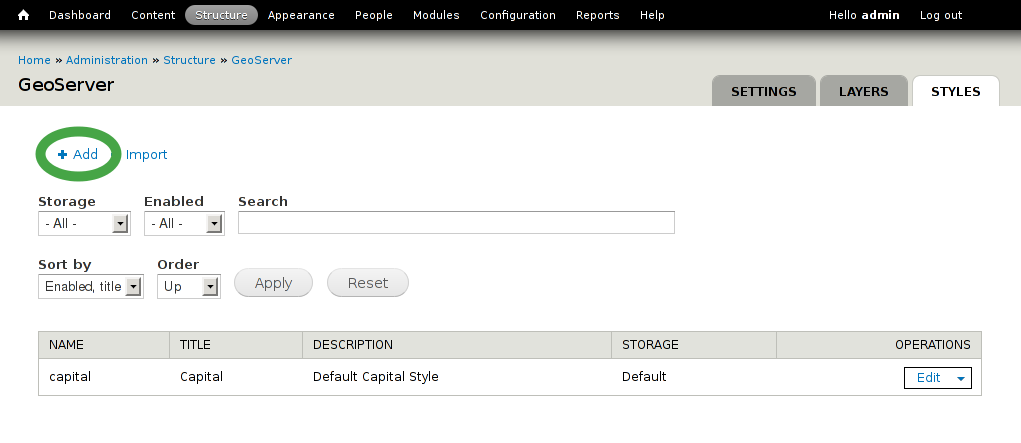 Dashboard Content Structure Appearance People Modules Configuration Reports Help Hello admin Log out
Home » Administration » Structure » GeoServer
GeoServer
SETTINGS LAYERS STYLES
+ Add Import
Storage Enabled Search
- All - - All -
Sort by Order
Enabled, title Up Apply Reset
NAME TITLE DESCRIPTION STORAGE OPERATIONS
capital Capital Default Capital Style Default Edit